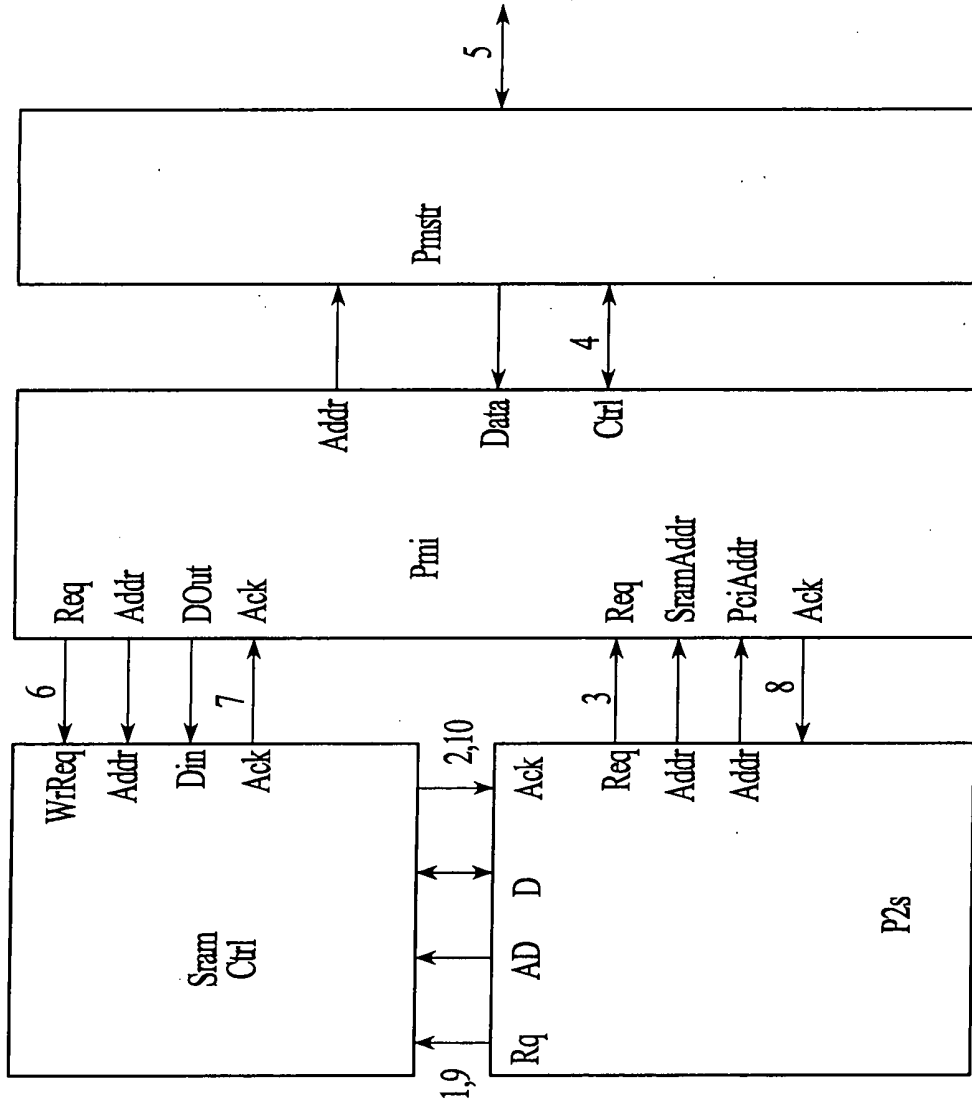 WrReq
Addr
Din
Ack
Sram
Ctrl
6
7
1,9
2,10
Rq
AD
D
Ack
Req
Addr
Addr
P2s
3
8
Req
Addr
DOut
Ack
Pmi
Req
SramAddr
PciAddr
Ack
Addr
Data
Ctrl
4
Pmstr
5